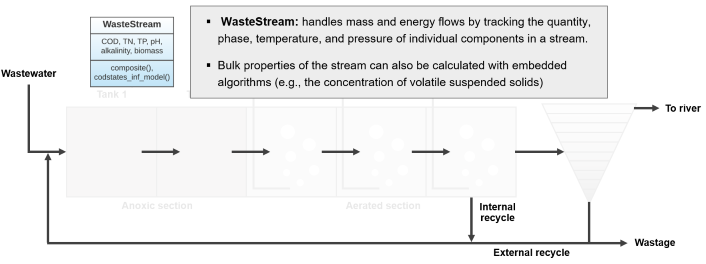 WasteStream
COD, TN, TP, pH,
alkalinity, biomass
composite(),
codstates_inf_model()
▪ WasteStream: handles mass and energy flows by tracking the quantity,
phase, temperature, and pressure of individual components in a stream.
▪ Bulk properties of the stream can also be calculated with embedded
algorithms (e.g., the concentration of volatile suspended solids)
Wastewater
Tank 1
To river
Anoxic section
Aerated section
Internal
recycle
External recycle
Wastage